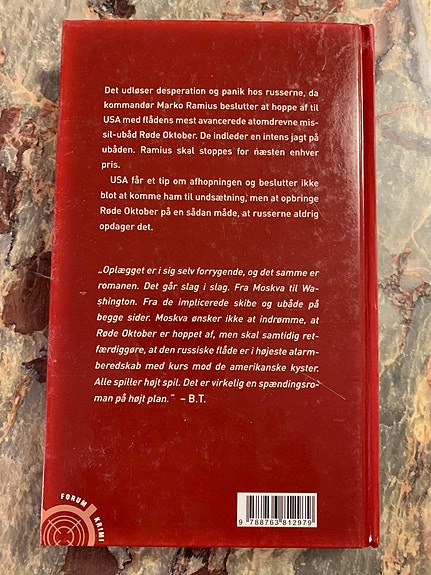 Det udløser desperation og panik hos russerne, da
kommandør Marko Ramius beslutter at hoppe af til
USA med flådens mest avancerede atomdrevne mis-
sil-ubåd Røde Oktober. De indleder en intens jagt på
ubåden. Ramius skal stoppes for næsten enhver
pris.
USA får et tip om afhopningen og beslutter ikke
blot at komme ham til undsætning, men at opbringe
Røde Oktober på en sådan måde, at russerne aldrig
opdager det.
„Oplægget er i sig selv forrygende, og det samme er
romanen. Det går slag i slag. Fra Moskva til Wa-
shington. Fra de implicerede skibe og ubåde på
begge sider. Moskva ønsker ikke at indrømme, at
Røde Oktober er hoppet af, men skal samtidig ret-
færdiggøre, at den russiske flåde er i højeste alarm-
beredskab med kurs mod de amerikanske kyster.
Alle spiller højt spil. Det er virkelig en spændingsro-
man på højt plan.“ – B.T.
FORUM KRIMI
9 788763 812979